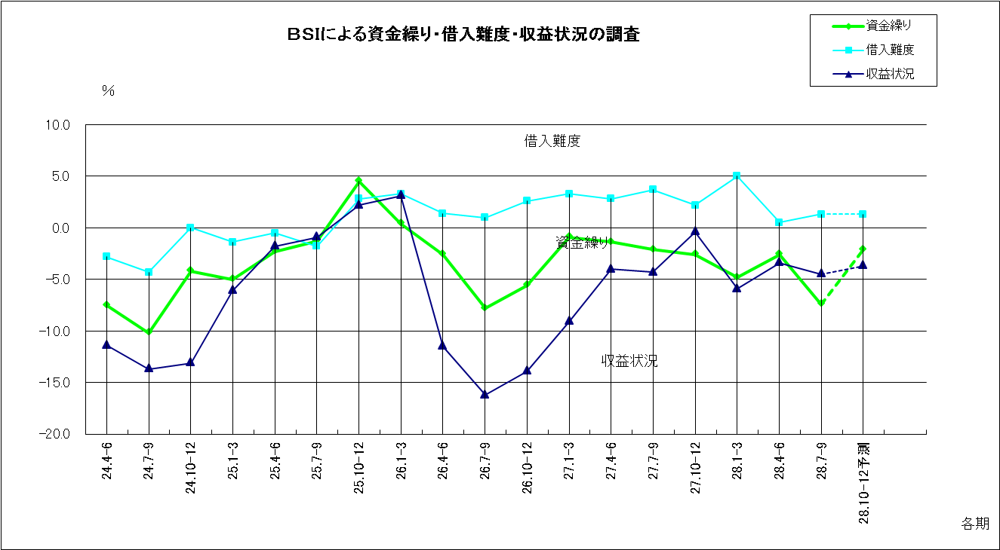 ＢＳＩによる資金繰り・借入難度・収益状況の調査
資金繰り
借入難度
収益状況
％
10.0
5.0
0.0
−5.0
−10.0
−15.0
−20.0
借入難度
資金繰り
収益状況
24.4-6
24.7-9
24.10-12
25.1-3
25.4-6
25.7-9
25.10-12
26.1-3
26.4-6
26.7-9
26.10-12
27.1-3
27.4-6
27.7-9
27.10-12
28.1-3
28.4-6
28.7-9
28.10-12予測
各期